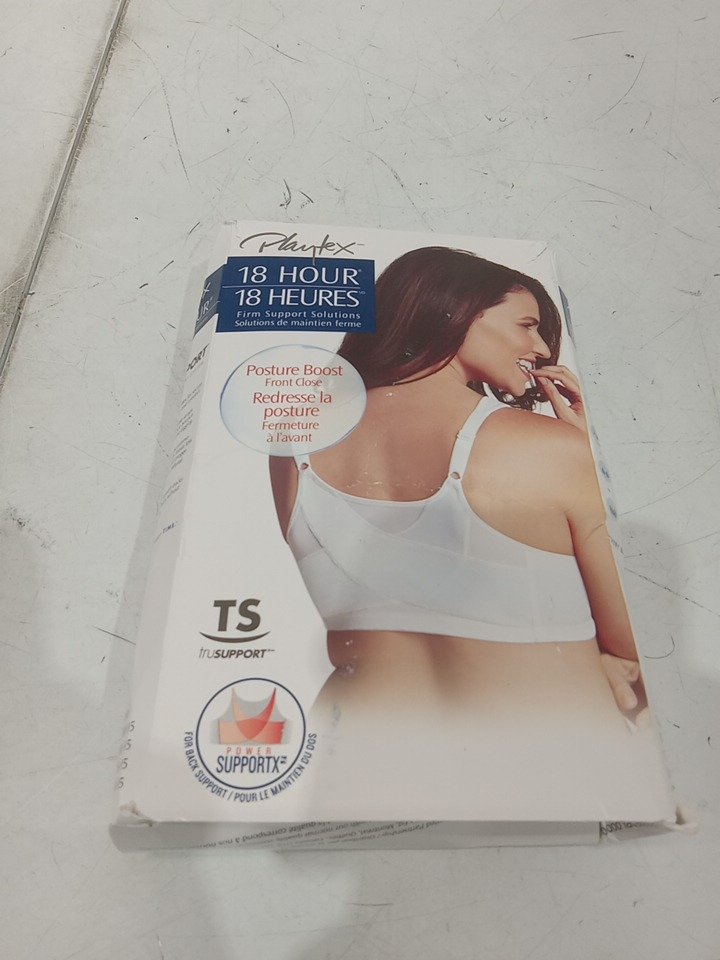 Playtex
18 HOUR®
18 HEURES
Firm Support Solutions
Solutions de maintien ferme
Posture Boost
Front Close
Redresse la
posture
Fermeture
à l'avant
TS
truSUPPORT™
POWER
SUPPORTX
FOR BACK SUPPORT / POUR LE MAINTIEN DU DOS